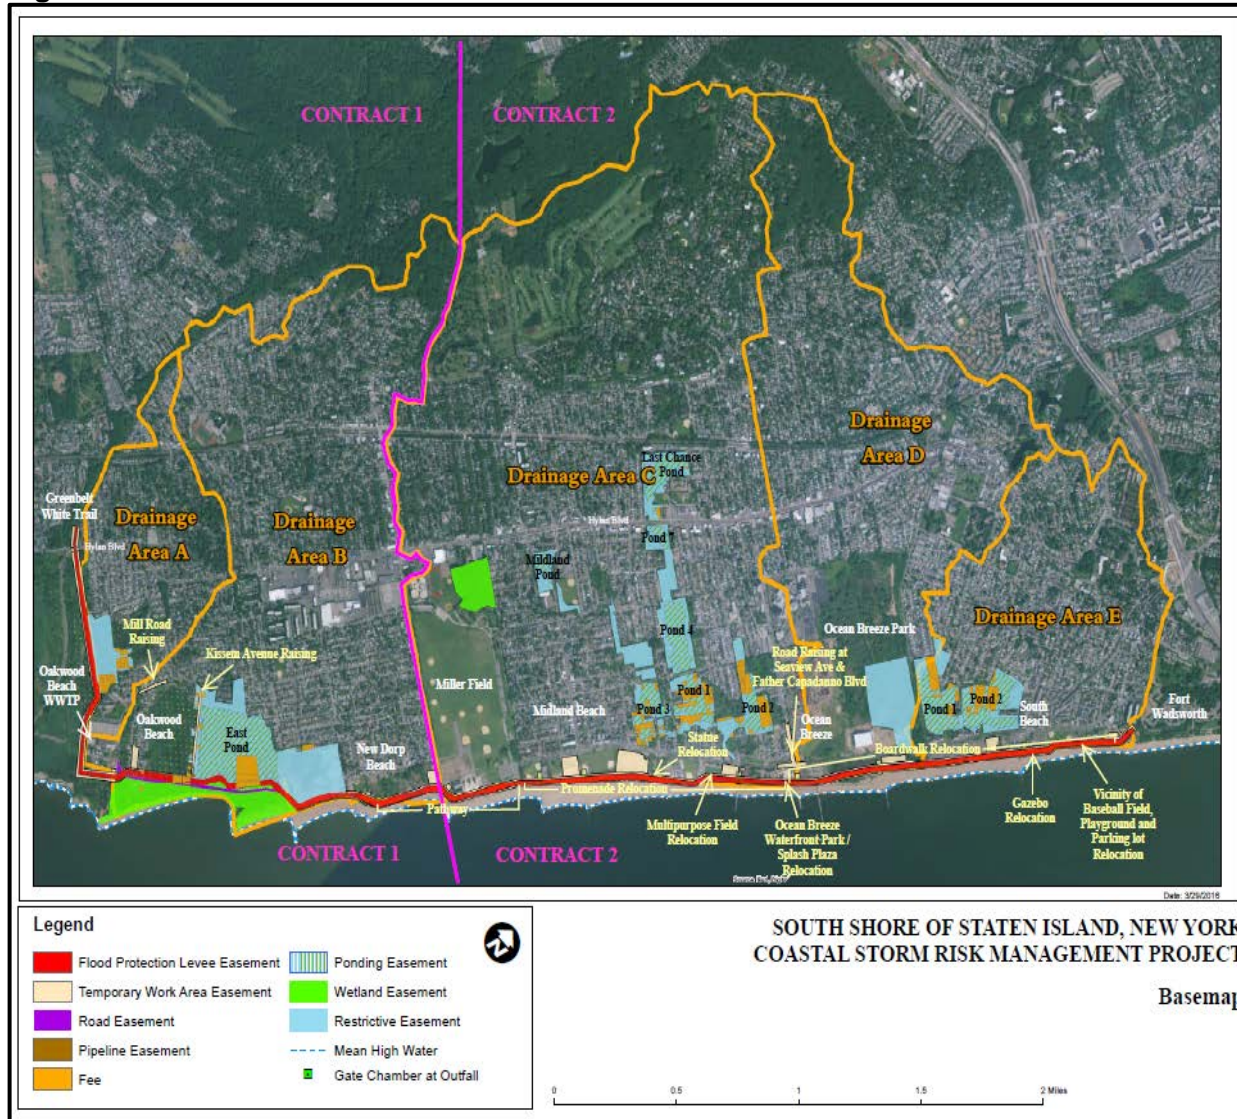 CONTRACT 1
CONTRACT 2
Drainage
Area D
Last Chance
Pond
Drainage Area C
Greenbelt
White Trail
Drainage
Area A
Drainage
Area B
Hylan Blvd
Hylan Blvd
Pond 7
Mildland
Pond
Drainage Area E
Mill Road
Raising
Kissem Avenue Raising
Pond 4
Ocean Breeze Park
Road Raising at
Seaview Ave &
Father Capadanno Blvd
Oakwood
Beach
WWTP
Miller Field
Pond 1
Pond 2
Pond 3
Midland Beach
Oakwood
Beach
East
Pond
New Dorp
Beach
Statue
Relocation
Ocean
Breeze
Pond 1
Pond 2
South
Beach
Fort
Wadsworth
Boardwalk Relocation
Promenade Relocation
Pathway
Multipurpose Field
Relocation
Ocean Breeze
Waterfront Park /
Splash Plaza
Relocation
Gazebo
Relocation
Vicinity of
Baseball Field,
Playground and
Parking lot
Relocation
CONTRACT 1
CONTRACT 2
Date: 3/29/2016
Legend
Flood Protection Levee Easement
Temporary Work Area Easement
Road Easement
Pipeline Easement
Fee
Ponding Easement
Wetland Easement
Restrictive Easement
Mean High Water
Gate Chamber at Outfall
Z
SOUTH SHORE OF STATEN ISLAND, NEW YORK
COASTAL STORM RISK MANAGEMENT PROJECT
Basemap
0 0.5 1 1.5 2 Miles